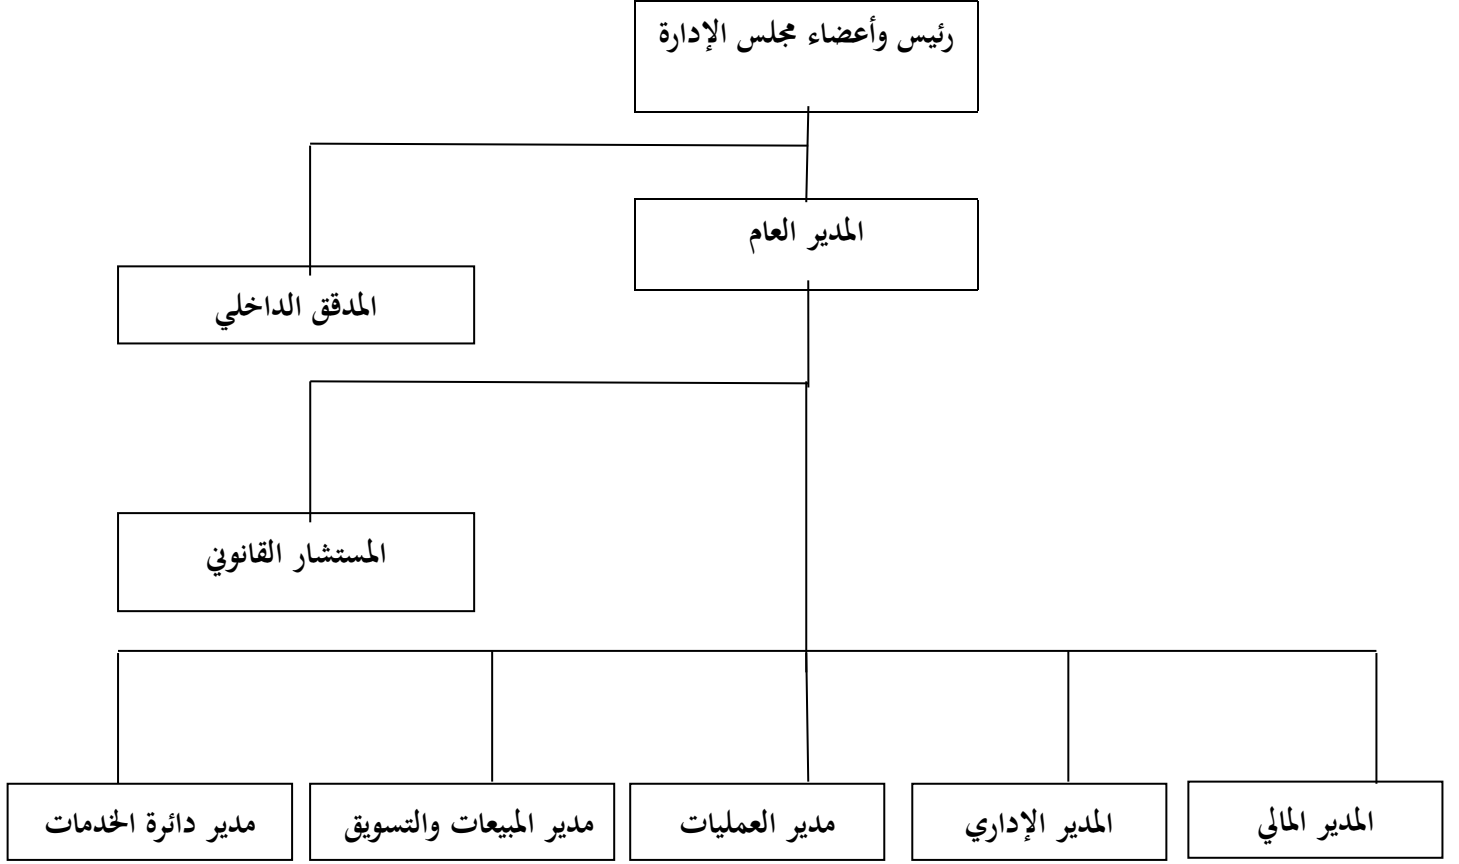 رئيس وأعضاء مجلس الإدارة
المدير العام
المدقق الداخلي
المستشار القانوني
المدير المالي
المدير الإداري
مدير العمليات
مدير المبيعات والتسويق
مدير دائرة الخدمات